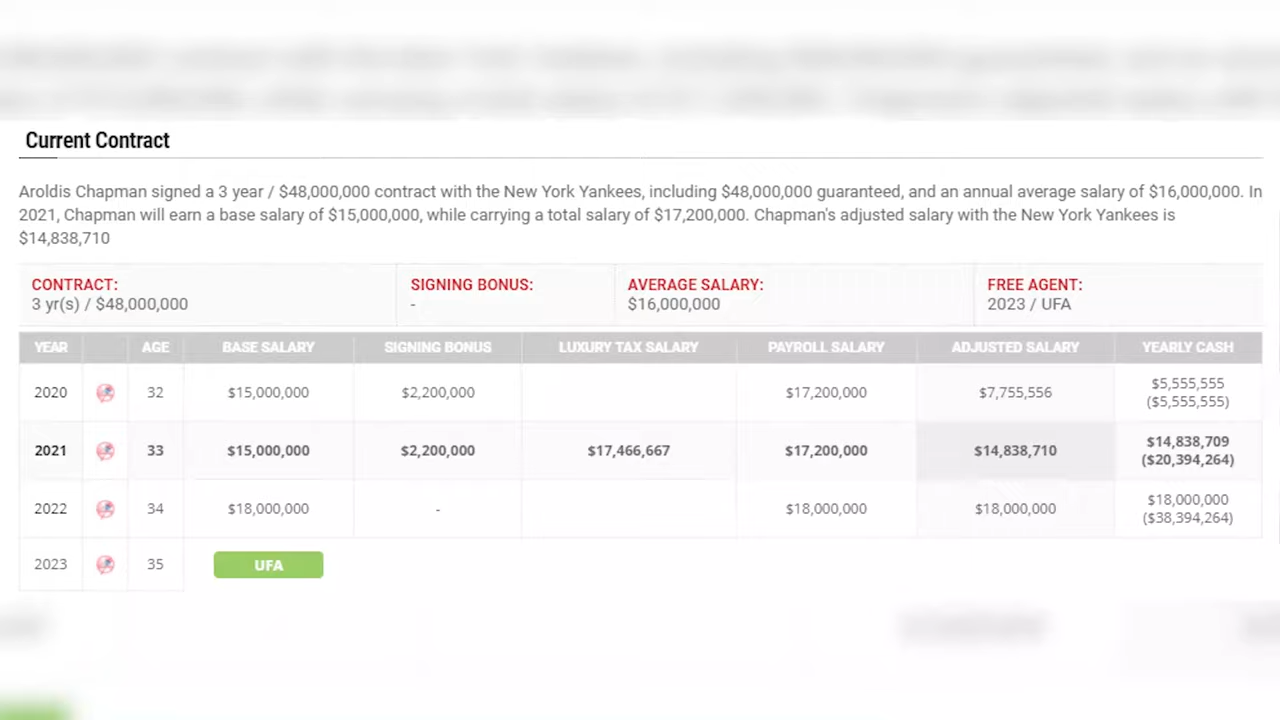 Current Contract
Aroldis Chapman signed a 3 year / $48,000,000 contract with the New York Yankees, including $48,000,000 guaranteed, and an annual average salary of $16,000,000. In
2021, Chapman will earn a base salary of $15,000,000, while carrying a total salary of $17,200,000. Chapman's adjusted salary with the New York Yankees is
$14,838,710
CONTRACT: SIGNING BONUS: AVERAGE SALARY: FREE AGENT:
3 yr(s) / $48,000,000 - $16,000,000 2023 / UFA
YEAR AGE BASE SALARY SIGNING BONUS LUXURY TAX SALARY PAYROLL SALARY ADJUSTED SALARY YEARLY CASH
2020 32 $15,000,000 $2,200,000 $17,200,000 $7,755,556 $5,555,555
($5,555,555)
2021 33 $15,000,000 $2,200,000 $17,466,667 $17,200,000 $14,838,710 $14,838,709
($20,394,264)
2022 34 $18,000,000 - $18,000,000 $18,000,000 $18,000,000
($38,394,264)
2023 35 UFA